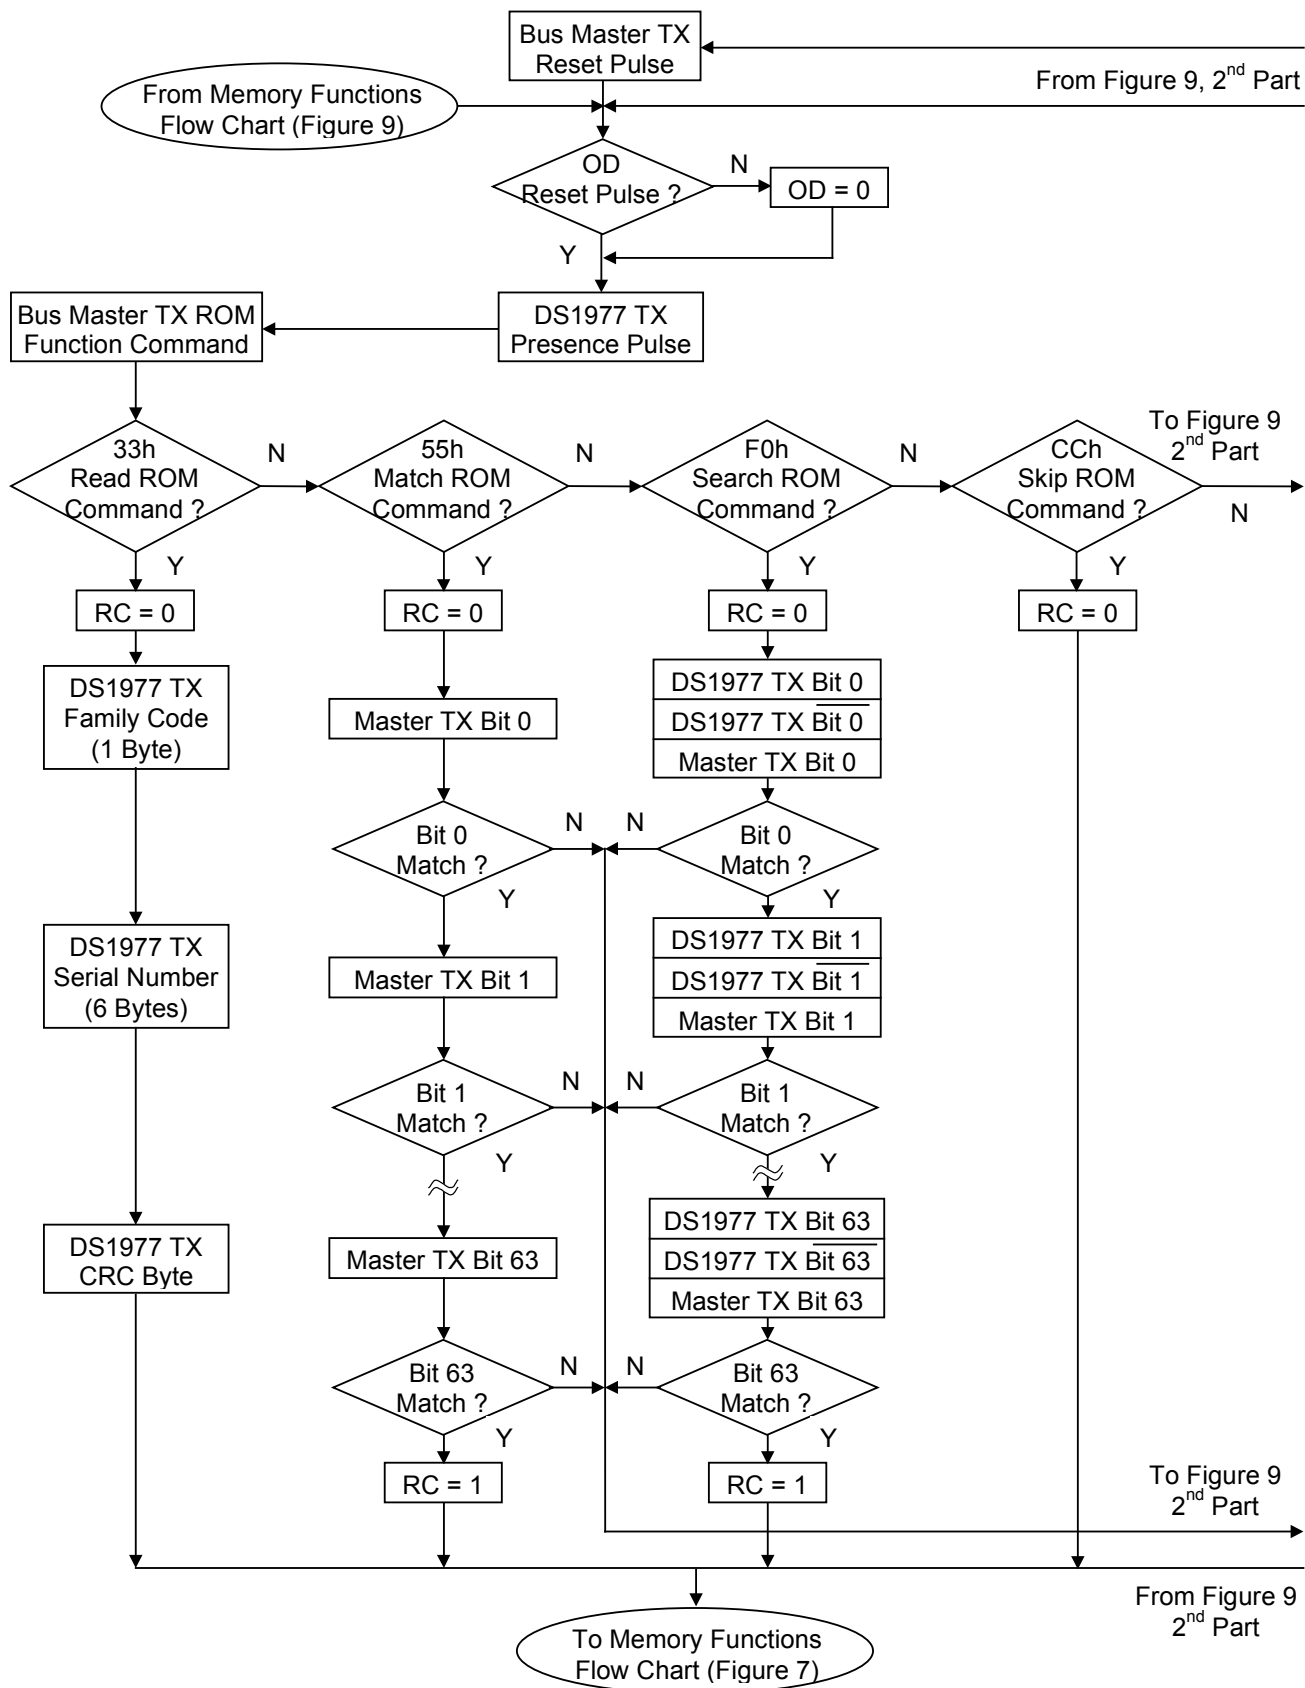 Bus Master TX
Reset Pulse
From Figure 9, 2nd Part
From Memory Functions
Flow Chart (Figure 9)
OD
Reset Pulse ?
N
OD = 0
Y
Bus Master TX ROM
Function Command
DS1977 TX
Presence Pulse
33h
Read ROM
Command ?
N
55h
Match ROM
Command ?
N
F0h
Search ROM
Command ?
N
CCh
Skip ROM
Command ?
To Figure 9
2nd Part
N
Y
Y
Y
Y
RC = 0
RC = 0
RC = 0
RC = 0
DS1977 TX
Family Code
(1 Byte)
Master TX Bit 0
DS1977 TX Bit 0
DS1977 TX B̅i̅t̅ ̅0̅
Master TX Bit 0
Bit 0
Match ?
N
N
Bit 0
Match ?
Y
Y
DS1977 TX
Serial Number
(6 Bytes)
Master TX Bit 1
DS1977 TX Bit 1
DS1977 TX B̅i̅t̅ ̅1̅
Master TX Bit 1
Bit 1
Match ?
N
N
Bit 1
Match ?
Y
Y
DS1977 TX
CRC Byte
Master TX Bit 63
DS1977 TX Bit 63
DS1977 TX B̅i̅t̅ ̅6̅3̅
Master TX Bit 63
Bit 63
Match ?
N
N
Bit 63
Match ?
Y
Y
RC = 1
RC = 1
To Figure 9
2nd Part
From Figure 9
2nd Part
To Memory Functions
Flow Chart (Figure 7)